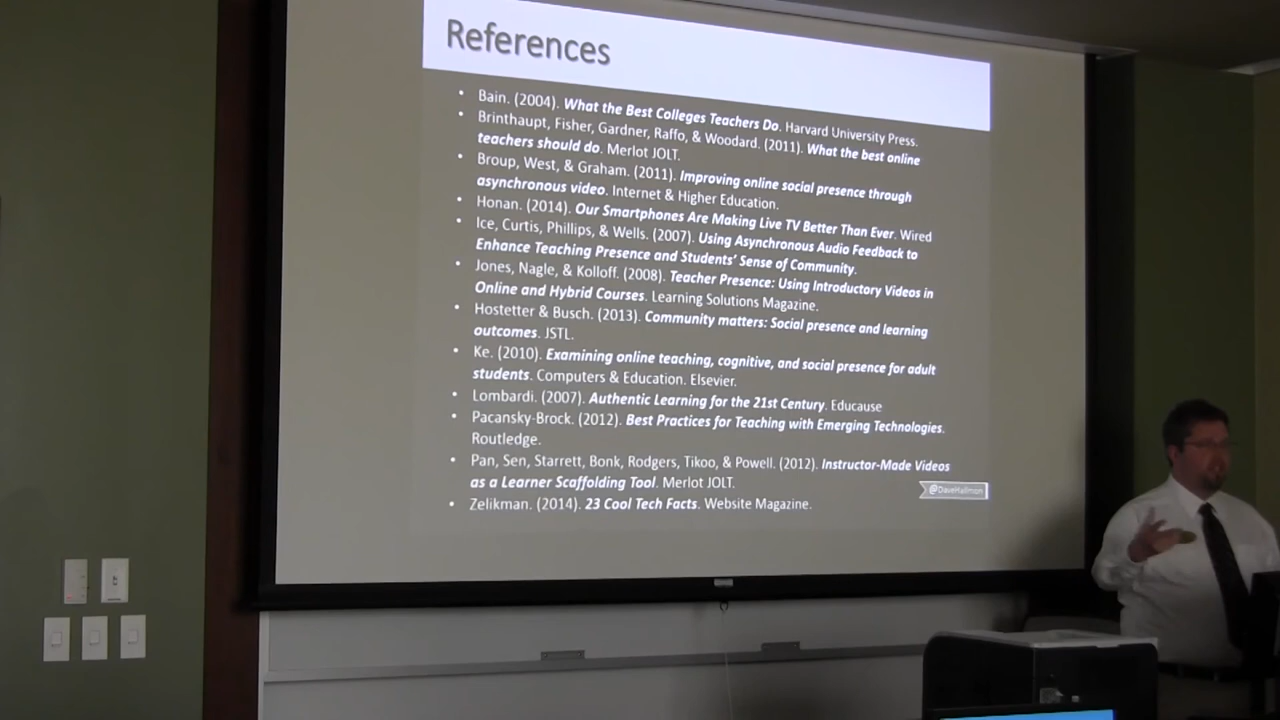 References
• Bain. (2004). What the Best Colleges Teachers Do. Harvard University Press.
• Brinthaupt, Fisher, Gardner, Raffo, & Woodard. (2011). What the best online
teachers should do. Merlot JOLT.
• Broup, West, & Graham. (2011). Improving online social presence through
asynchronous video. Internet & Higher Education.
• Honan. (2014). Our Smartphones Are Making Live TV Better Than Ever. Wired
• Ice, Curtis, Phillips, & Wells. (2007). Using Asynchronous Audio Feedback to
Enhance Teaching Presence and Students' Sense of Community.
• Jones, Nagle, & Kolloff. (2008). Teacher Presence: Using Introductory Videos in
Online and Hybrid Courses. Learning Solutions Magazine.
• Hostetter & Busch. (2013). Community matters: Social presence and learning
outcomes. JSTL.
• Ke. (2010). Examining online teaching, cognitive, and social presence for adult
students. Computers & Education. Elsevier.
• Lombardi. (2007). Authentic Learning for the 21st Century. Educause
• Pacansky-Brock. (2012). Best Practices for Teaching with Emerging Technologies.
Routledge.
• Pan, Sen, Starrett, Bonk, Rodgers, Tikoo, & Powell. (2012). Instructor-Made Videos
as a Learner Scaffolding Tool. Merlot JOLT.
@DaveHallmon
• Zelikman. (2014). 23 Cool Tech Facts. Website Magazine.